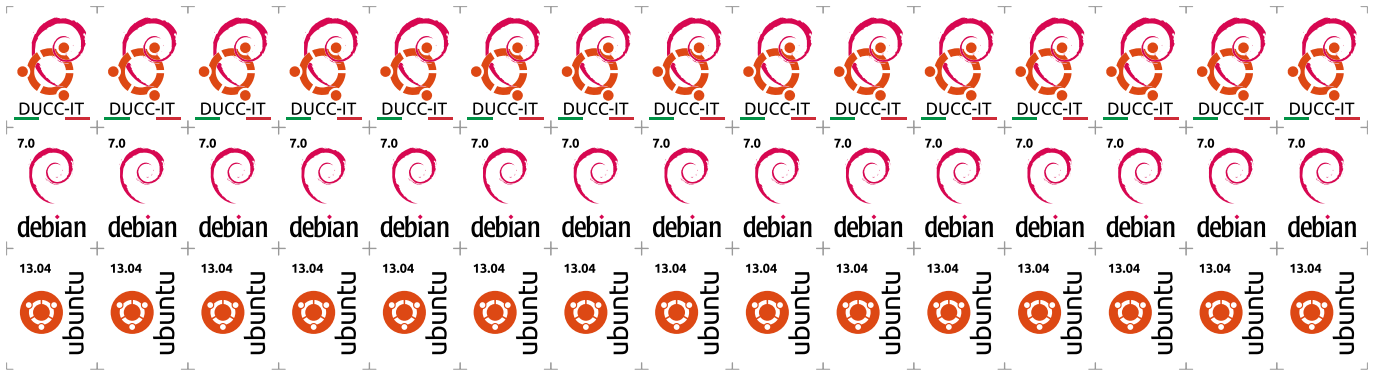 DUCC-IT DUCC-IT DUCC-IT DUCC-IT DUCC-IT DUCC-IT DUCC-IT DUCC-IT DUCC-IT DUCC-IT DUCC-IT DUCC-IT DUCC-IT DUCC-IT DUCC-IT
7.0 7.0 7.0 7.0 7.0 7.0 7.0 7.0 7.0 7.0 7.0 7.0 7.0 7.0 7.0
debian debian debian debian debian debian debian debian debian debian debian debian debian debian debian
13.04 13.04 13.04 13.04 13.04 13.04 13.04 13.04 13.04 13.04 13.04 13.04 13.04 13.04 13.04
ubuntu ubuntu ubuntu ubuntu ubuntu ubuntu ubuntu ubuntu ubuntu ubuntu ubuntu ubuntu ubuntu ubuntu ubuntu